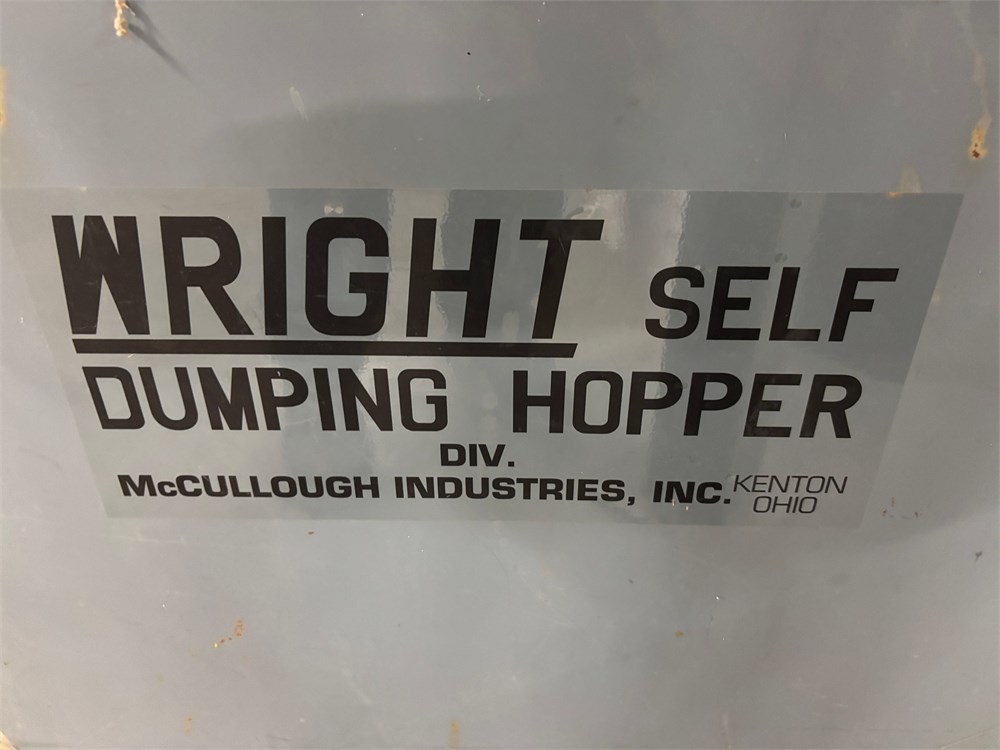 WRIGHT SELF
DUMPING HOPPER
DIV.
McCULLOUGH INDUSTRIES, INC. KENTON
OHIO